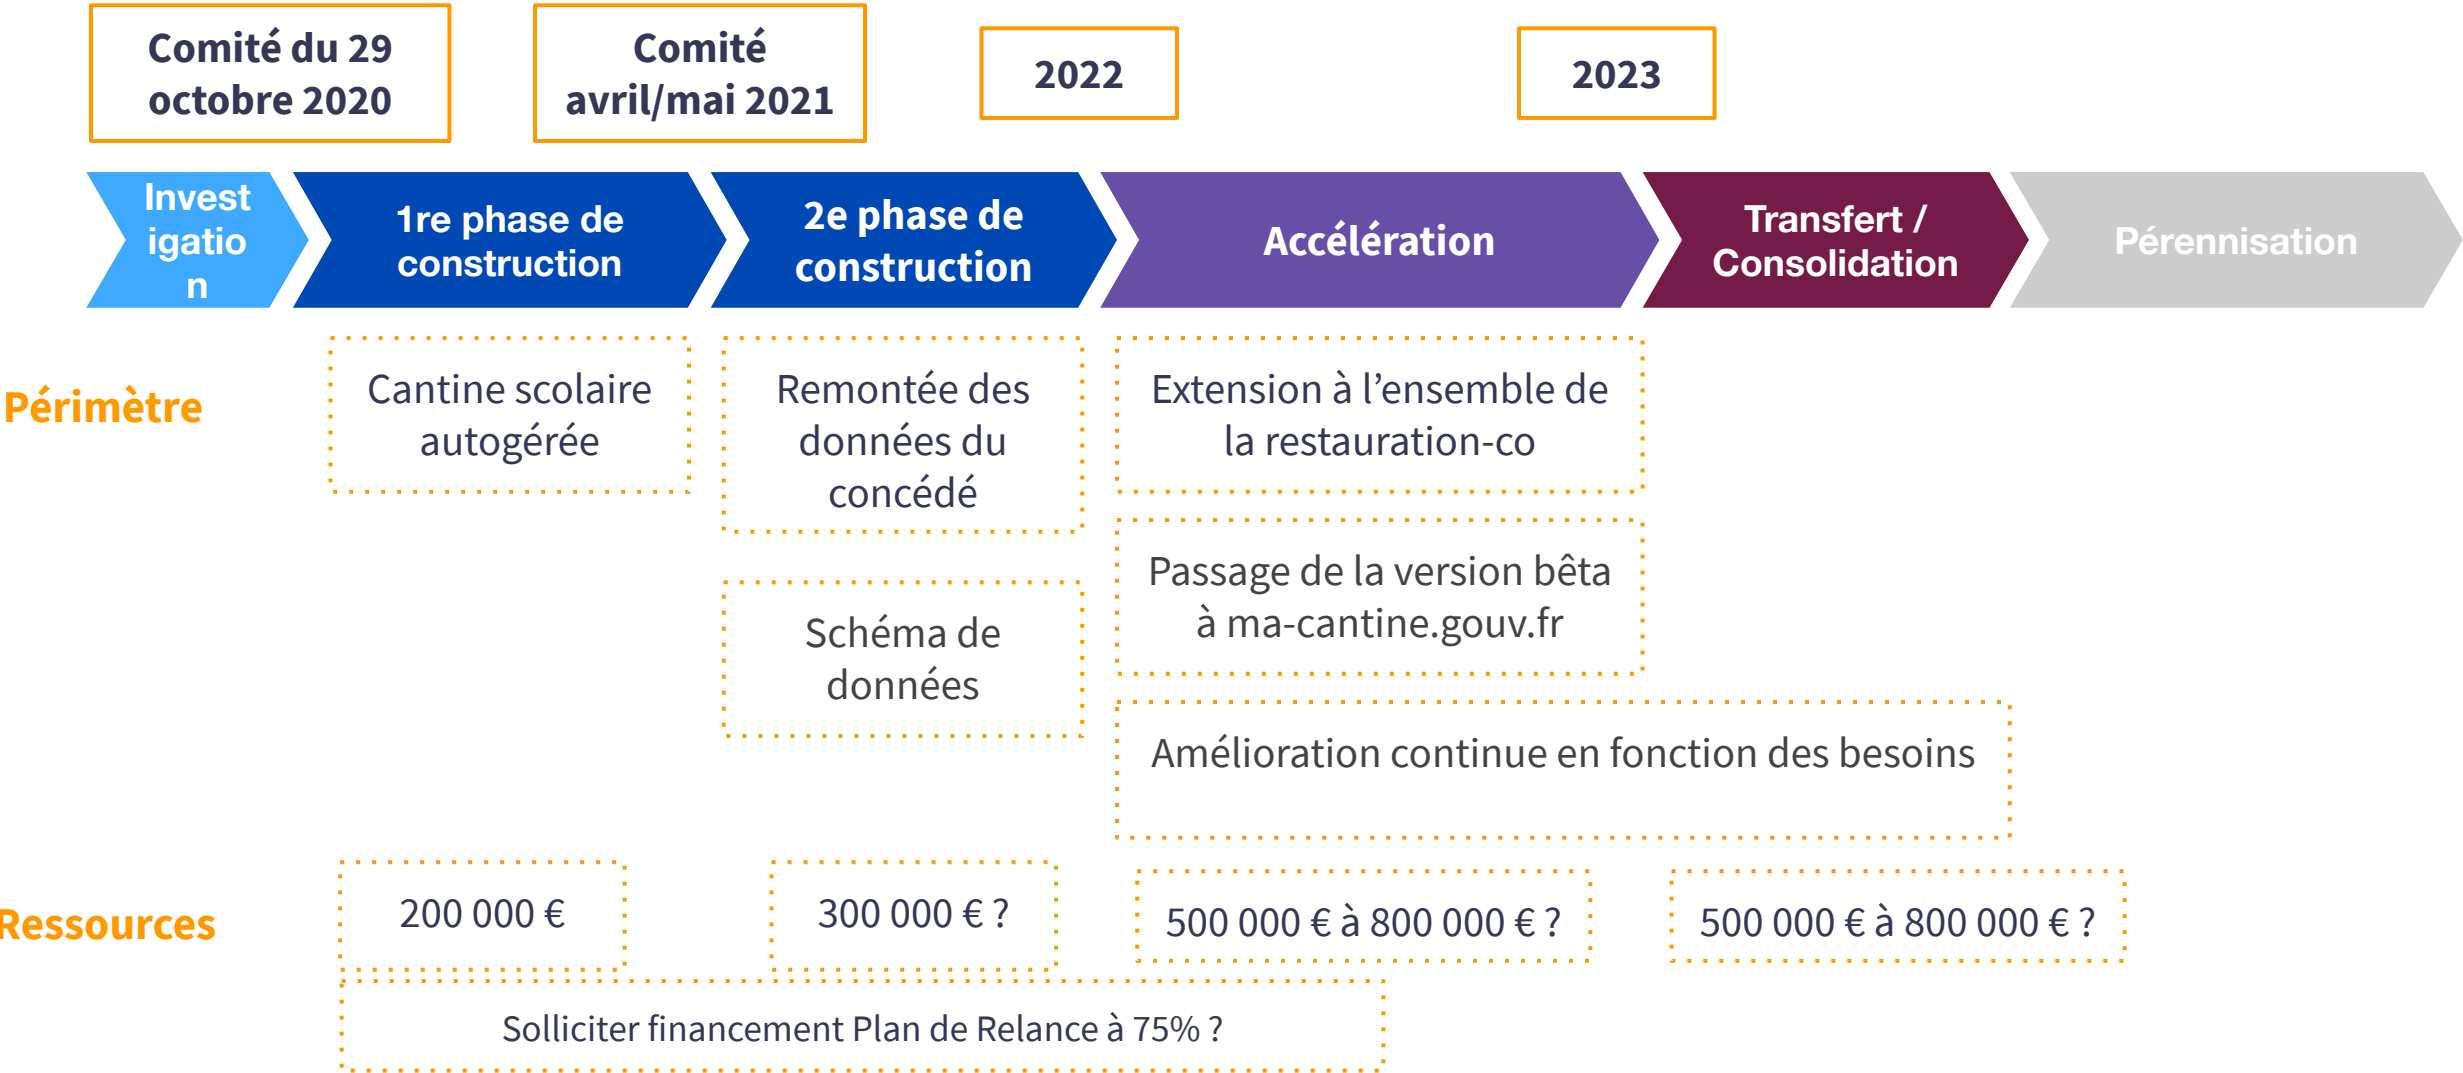 Comité du 29
octobre 2020
Comité
avril/mai 2021
2022
2023
Invest
igatio
n
1re phase de
construction
2e phase de
construction
Accélération
Transfert /
Consolidation
Pérennisation
Périmètre
Cantine scolaire
autogérée
Remontée des
données du
concédé
Extension à l’ensemble de
la restauration-co
Schéma de
données
Passage de la version bêta
à ma-cantine.gouv.fr
Amélioration continue en fonction des besoins
Ressources
200 000 €
300 000 € ?
500 000 € à 800 000 € ?
500 000 € à 800 000 € ?
Solliciter financement Plan de Relance à 75% ?